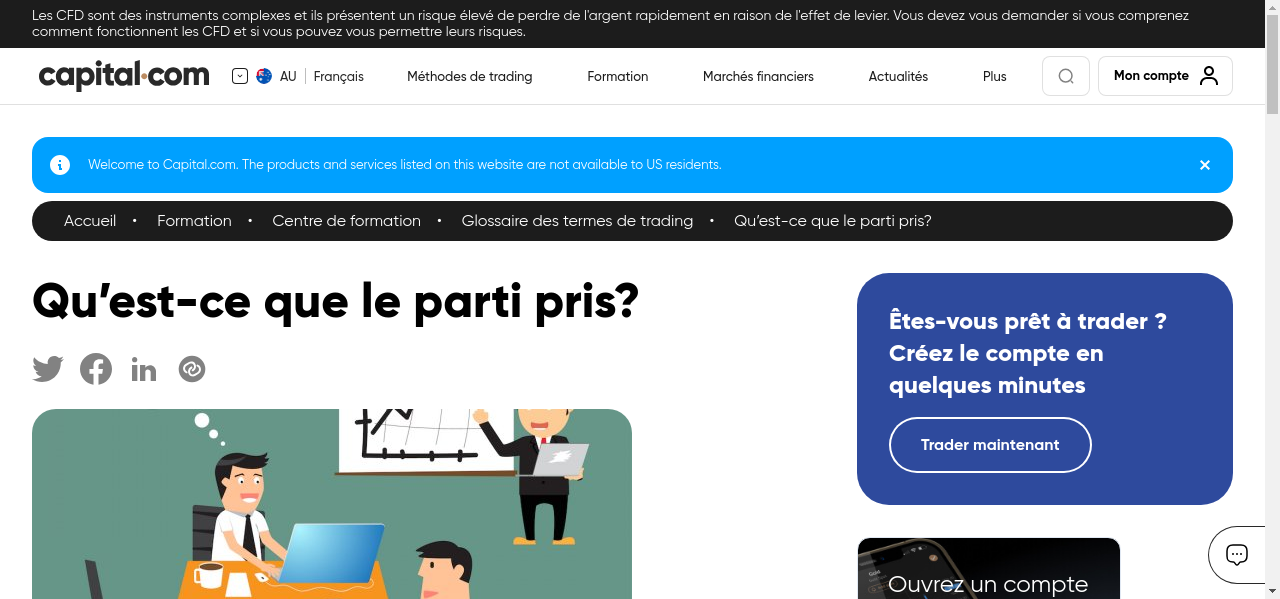 Les CFD sont des instruments complexes et ils présentent un risque élevé de perdre de l'argent rapidement en raison de l'effet de levier. Vous devez vous demander si vous comprenez
comment fonctionnent les CFD et si vous pouvez vous permettre leurs risques.
capital.com
AU
Français
Méthodes de trading
Formation
Marchés financiers
Actualités
Plus
Mon compte
Welcome to Capital.com. The products and services listed on this website are not available to US residents.
Accueil • Formation • Centre de formation • Glossaire des termes de trading • Qu’est-ce que le parti pris?
Qu’est-ce que le parti pris?
Êtes-vous prêt à trader ?
Créez le compte en
quelques minutes
Trader maintenant
Ouvrez un compte